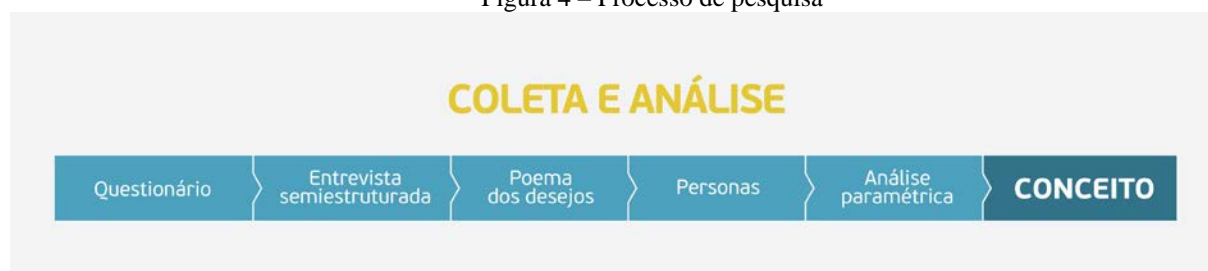 Figura 4 – Processo de pesquisa
COLETA E ANÁLISE
Questionário
Entrevista
semiestruturada
Poema
dos desejos
Personas
Análise
paramétrica
CONCEITO